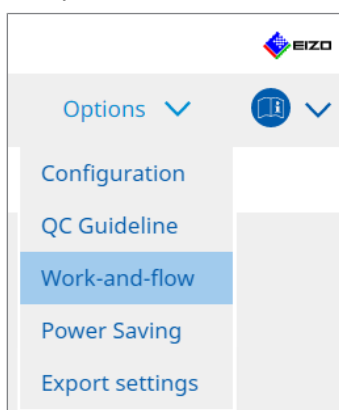 EIZO
Options
Configuration
QC Guideline
Work-and-flow
Power Saving
Export settings